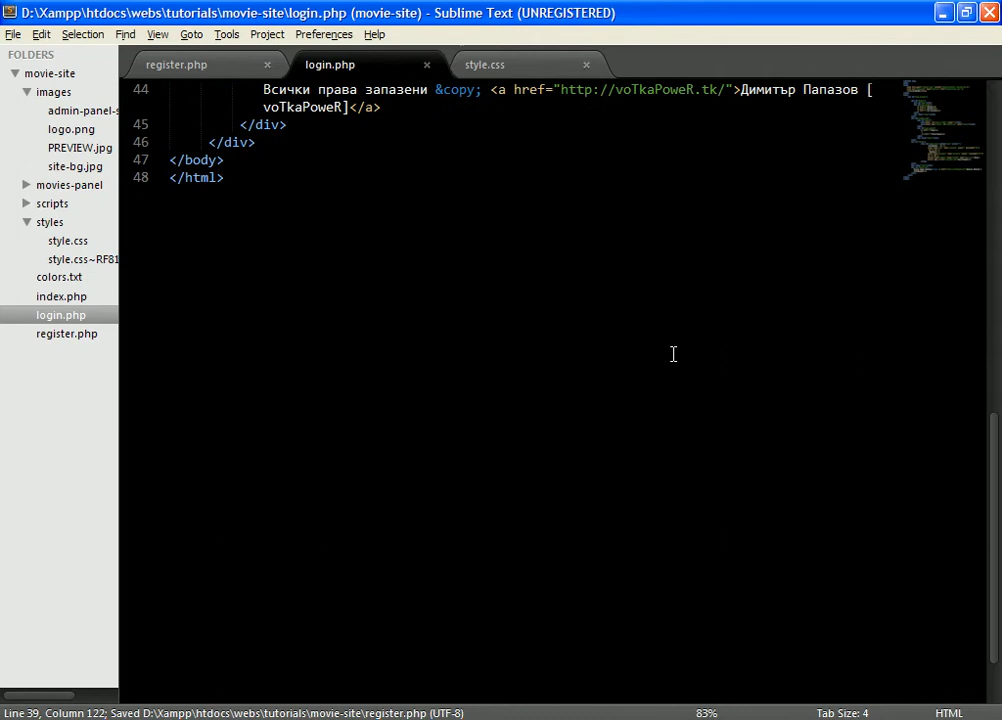 D:\Xampp\htdocs\webs\tutorials\movie-site\login.php (movie-site) - Sublime Text (UNREGISTERED)
File Edit Selection Find View Goto Tools Project Preferences Help
FOLDERS
movie-site
images
admin-panel-s
logo.png
PREVIEW.jpg
site-bg.jpg
movies-panel
scripts
styles
style.css
style.css~RF81
colors.txt
index.php
login.php
register.php
register.php × login.php × style.css ×
44 Всички права запазени &copy; <a href="http://voTkaPoweR.tk/">Димитър Папазов [
voTkaPoweR]</a>
45 </div>
46 </div>
47 </body>
48 </html>
Line 39, Column 122; Saved D:\Xampp\htdocs\webs\tutorials\movie-site\register.php (UTF-8) 83% Tab Size: 4 HTML